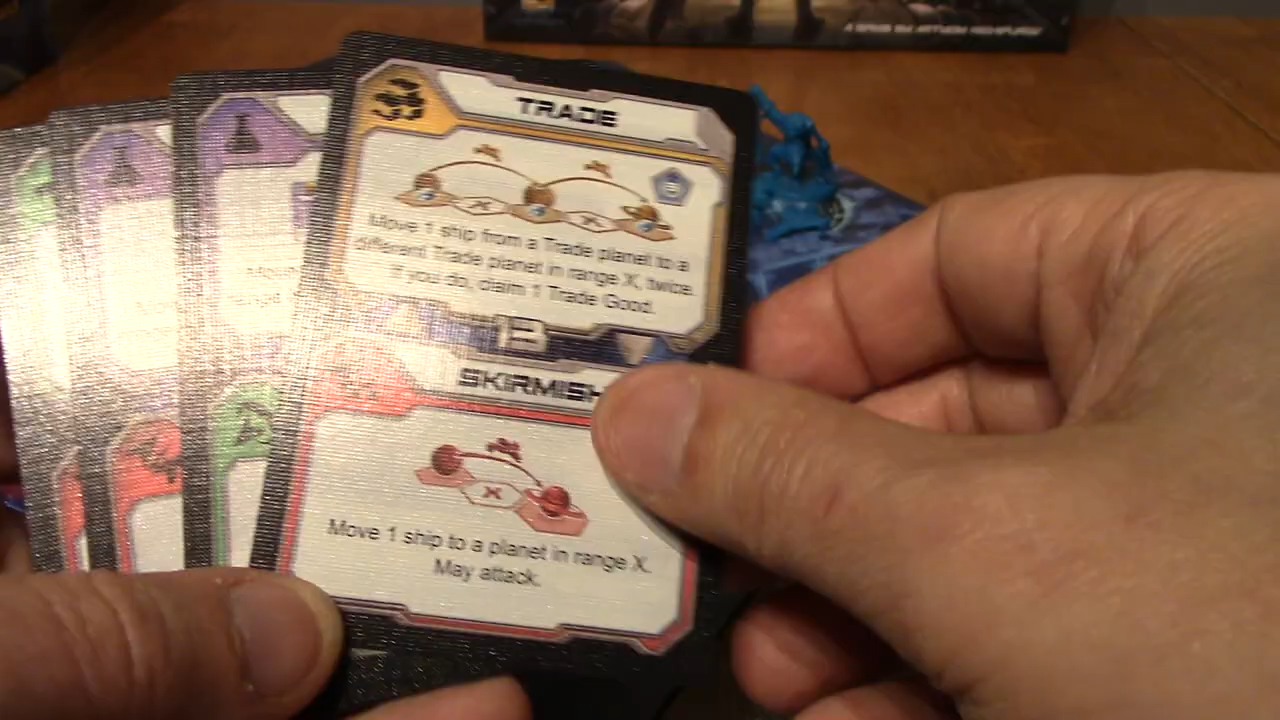 TRADE
Move 1 ship from a Trade planet to a
different Trade planet in range X, twice.
If you do, claim 1 Trade Good.
13
SKIRMISH
X
Move 1 ship to a planet in range X.
May attack.